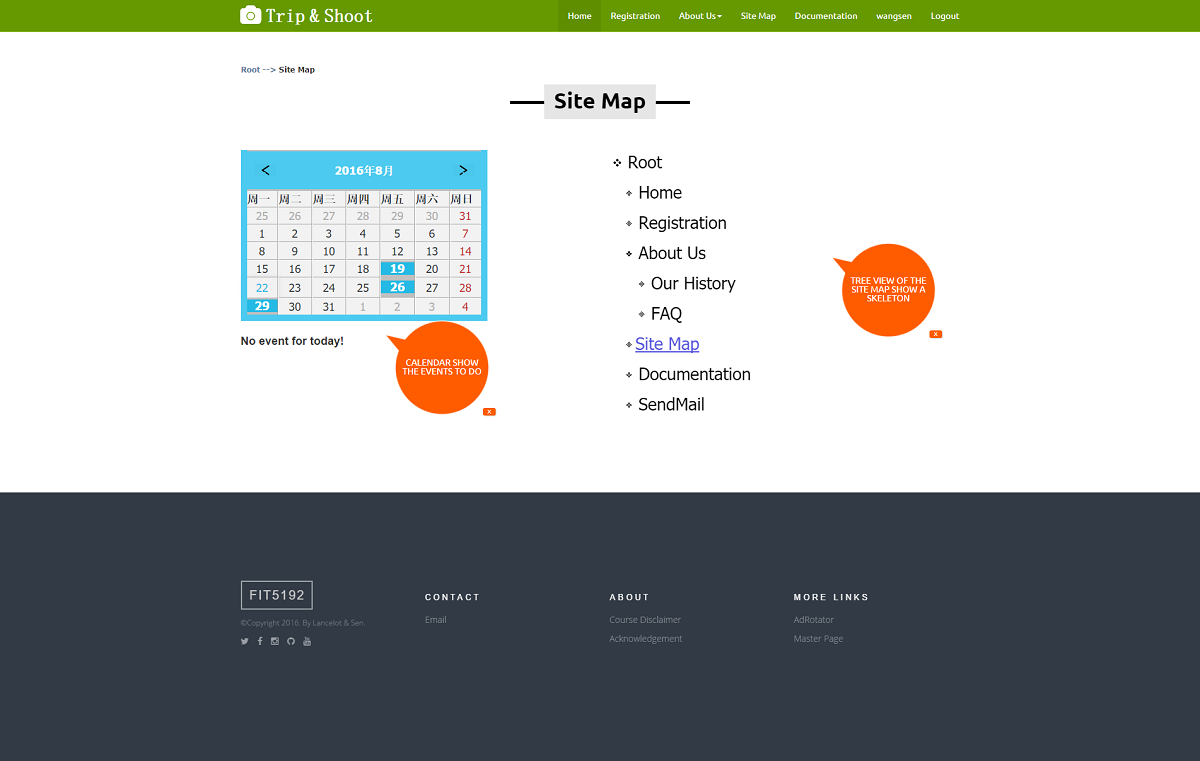 Trip & Shoot
Home Registration About Us Site Map Documentation wangsen Logout
Root --> Site Map
Site Map
< 2016年8月 >
周一 周二 周三 周四 周五 周六 周日
25 26 27 28 29 30 31
1 2 3 4 5 6 7
8 9 10 11 12 13 14
15 16 17 18 19 20 21
22 23 24 25 26 27 28
29 30 31 1 2 3 4
No event for today!
CALENDAR SHOW
THE EVENTS TO DO
x
Root
Home
Registration
About Us
Our History
FAQ
Site Map
Documentation
SendMail
TREE VIEW OF THE
SITE MAP SHOW A
SKELETON
x
FIT5192
©Copyright 2016. By Lancelot & Sen.
CONTACT
Email
ABOUT
Course Disclaimer
Acknowledgement
MORE LINKS
AdRotator
Master Page